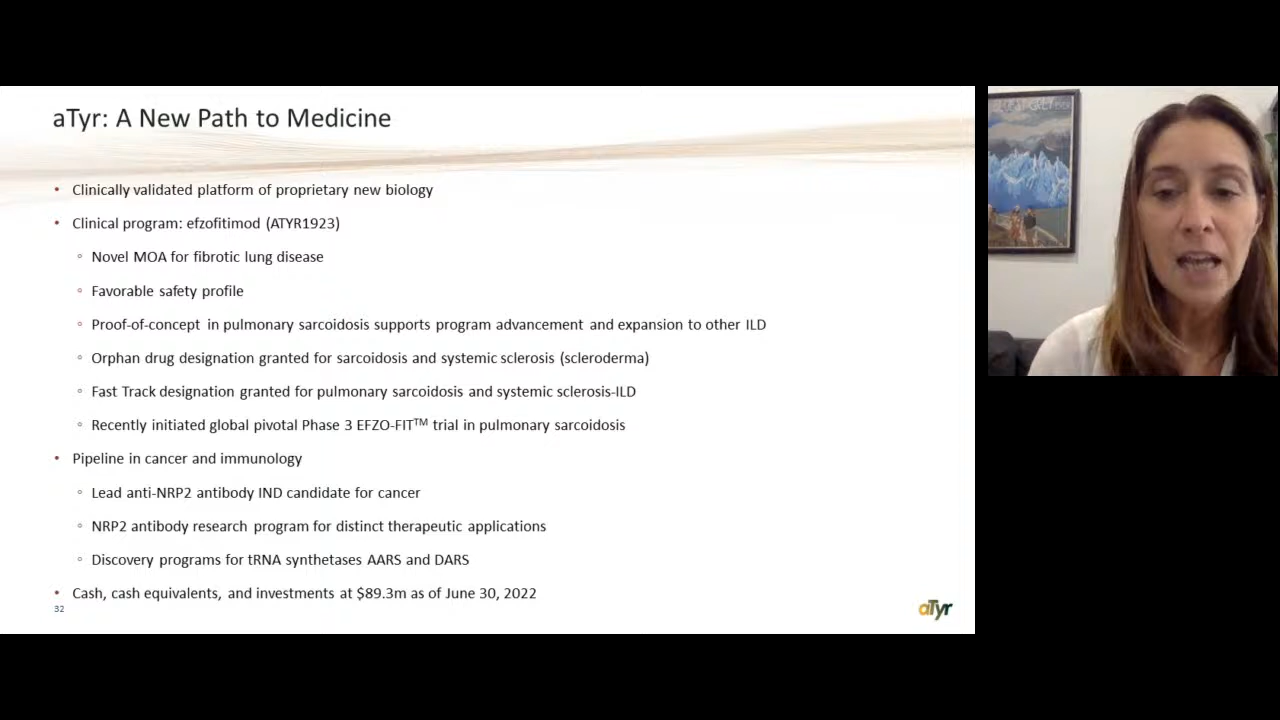 aTyr: A New Path to Medicine
• Clinically validated platform of proprietary new biology
• Clinical program: efzofitimod (ATYR1923)
◦ Novel MOA for fibrotic lung disease
◦ Favorable safety profile
◦ Proof-of-concept in pulmonary sarcoidosis supports program advancement and expansion to other ILD
◦ Orphan drug designation granted for sarcoidosis and systemic sclerosis (scleroderma)
◦ Fast Track designation granted for pulmonary sarcoidosis and systemic sclerosis-ILD
◦ Recently initiated global pivotal Phase 3 EFZO-FIT™ trial in pulmonary sarcoidosis
• Pipeline in cancer and immunology
◦ Lead anti-NRP2 antibody IND candidate for cancer
◦ NRP2 antibody research program for distinct therapeutic applications
◦ Discovery programs for tRNA synthetases AARS and DARS
• Cash, cash equivalents, and investments at $89.3m as of June 30, 2022
32
aTyr